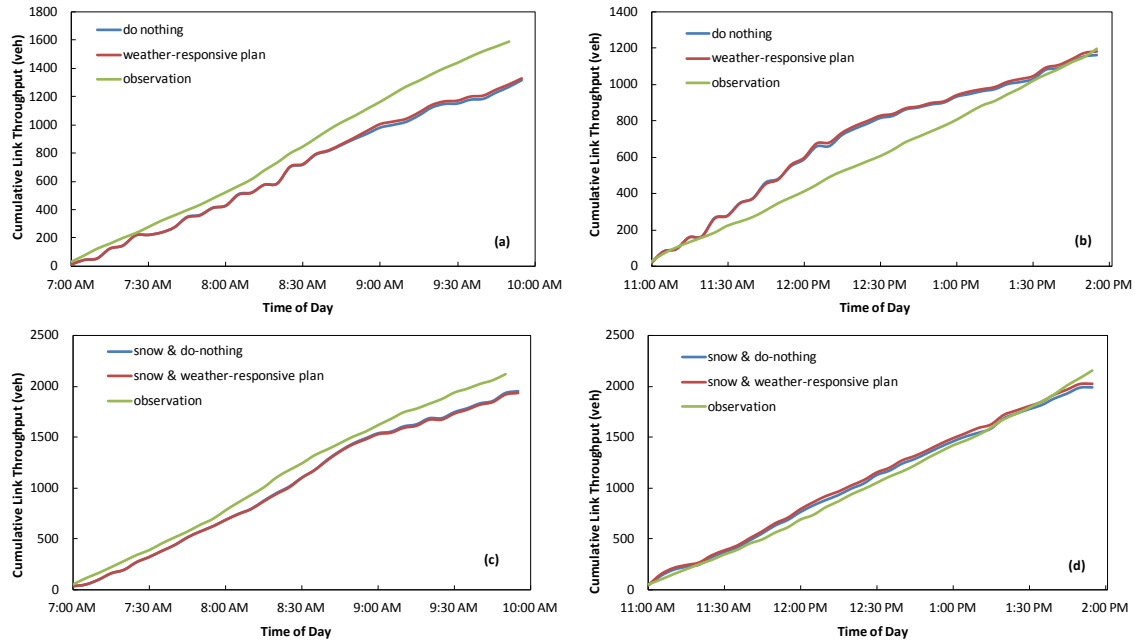 Cumulative Link Throughput (veh)
1800
1600
1400
1200
1000
800
600
400
200
0
do nothing
weather-responsive plan
observation
(a)
7:00 AM 7:30 AM 8:00 AM 8:30 AM 9:00 AM 9:30 AM 10:00 AM
Time of Day
Cumulative Link Throughput (veh)
1400
1200
1000
800
600
400
200
0
do nothing
weather-responsive plan
observation
(b)
11:00 AM 11:30 AM 12:00 PM 12:30 PM 1:00 PM 1:30 PM 2:00 PM
Time of Day
Cumulative Link Throughput (veh)
2500
2000
1500
1000
500
0
snow & do-nothing
snow & weather-responsive plan
observation
(c)
7:00 AM 7:30 AM 8:00 AM 8:30 AM 9:00 AM 9:30 AM 10:00 AM
Time of Day
Cumulative Link Throughput (veh)
2500
2000
1500
1000
500
0
snow & do-nothing
snow & weather-responsive plan
observation
(d)
11:00 AM 11:30 AM 12:00 PM 12:30 PM 1:00 PM 1:30 PM 2:00 PM
Time of Day